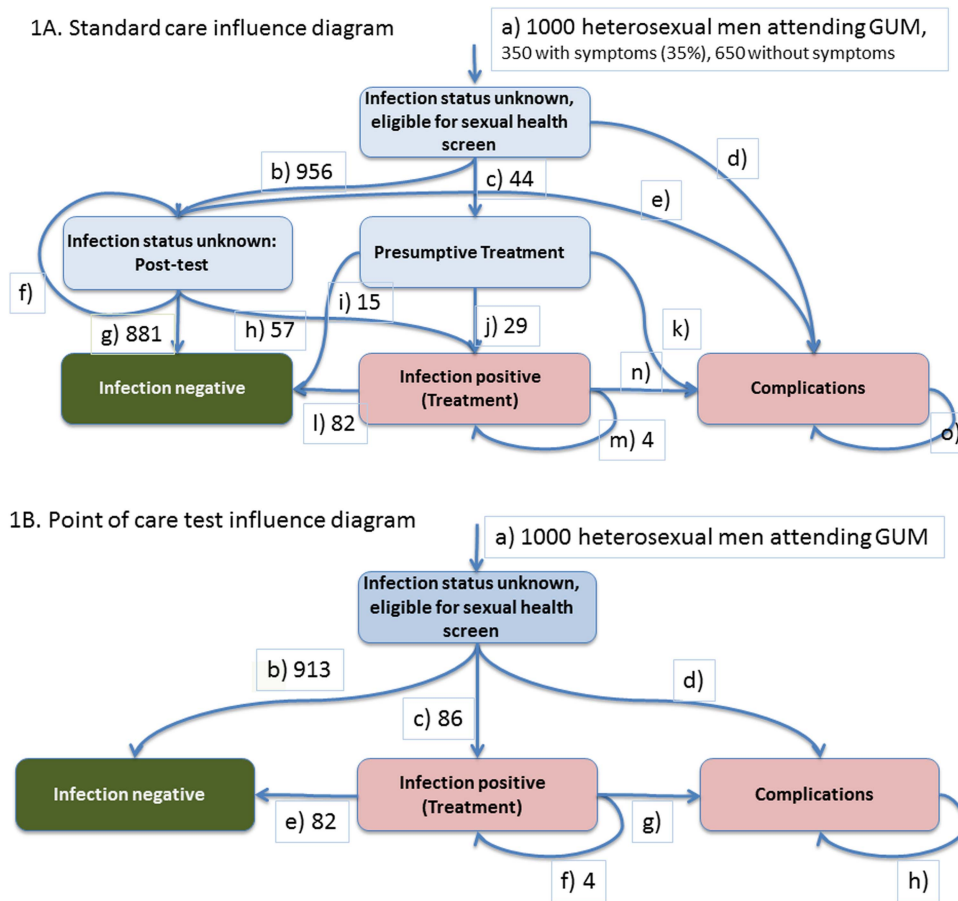 1A. Standard care influence diagram
a) 1000 heterosexual men attending GUM,
350 with symptoms (35%), 650 without symptoms
Infection status unknown,
eligible for sexual health
screen
b) 956
c) 44
d)
e)
Infection status unknown:
Post-test
Presumptive Treatment
f)
g) 881
h) 57
i) 15
j) 29
k)
n)
Infection negative
Infection positive
(Treatment)
Complications
l) 82
m) 4
o)
1B. Point of care test influence diagram
a) 1000 heterosexual men attending GUM
Infection status unknown,
eligible for sexual health
screen
b) 913
c) 86
d)
Infection negative
Infection positive
(Treatment)
Complications
e) 82
g)
f) 4
h)